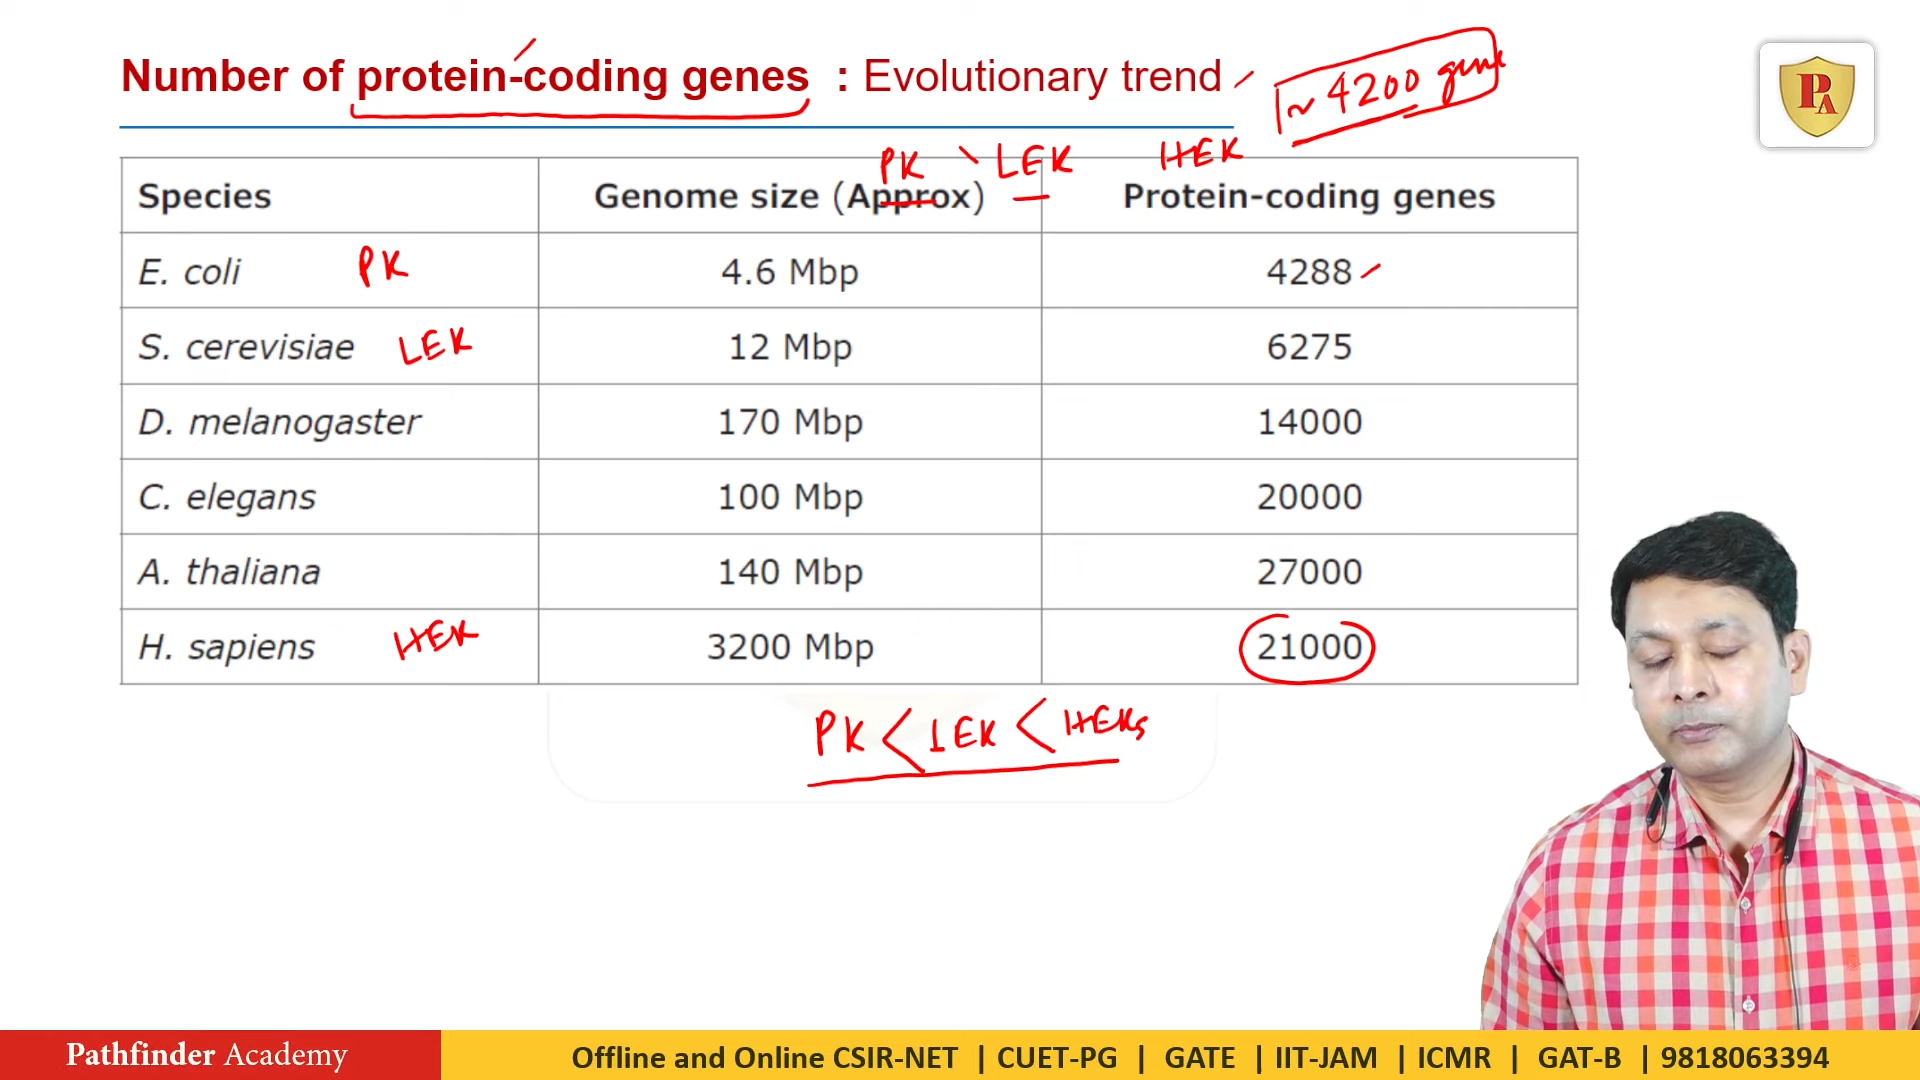 Number of protein-coding genes : Evolutionary trend
~ 4200 gene
PK LEK HEK
Species Genome size (Approx) Protein-coding genes
E. coli PK 4.6 Mbp 4288
S. cerevisiae LEK 12 Mbp 6275
D. melanogaster 170 Mbp 14000
C. elegans 100 Mbp 20000
A. thaliana 140 Mbp 27000
H. sapiens HEK 3200 Mbp 21000
PK < LEK < HEKs
PA
Pathfinder Academy Offline and Online CSIR-NET | CUET-PG | GATE | IIT-JAM | ICMR | GAT-B | 9818063394